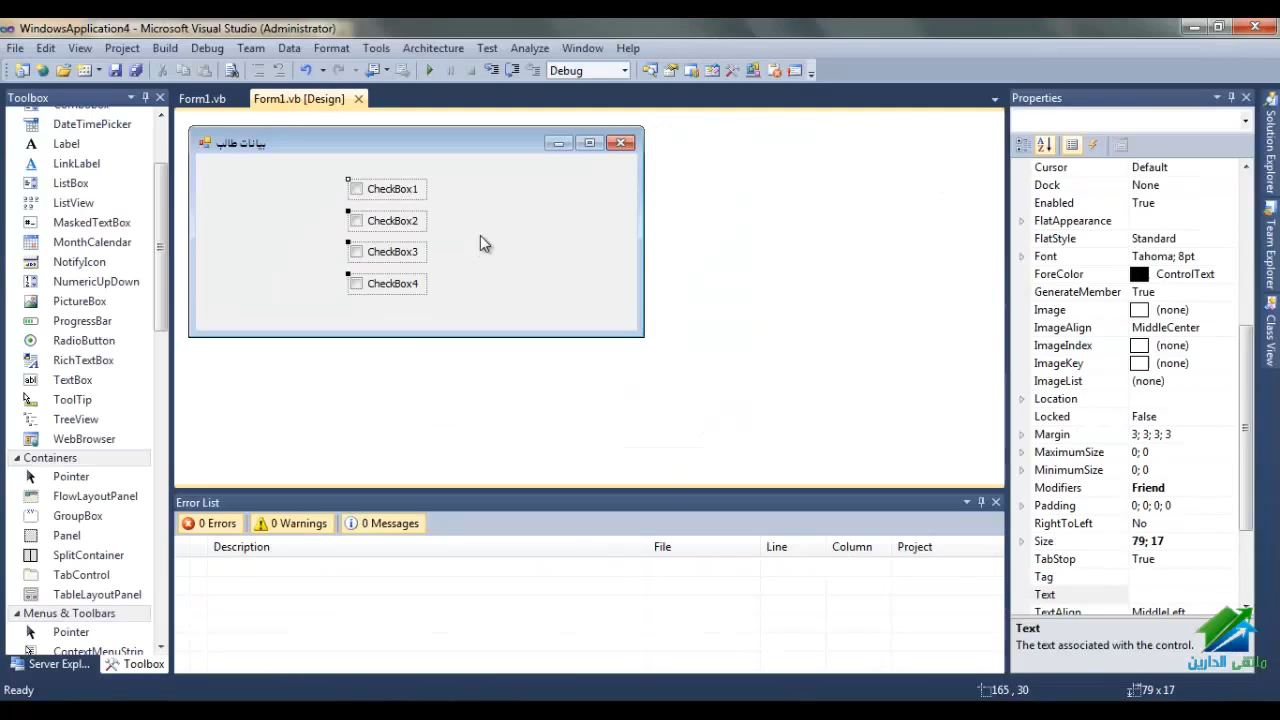 WindowsApplication4 - Microsoft Visual Studio (Administrator)
File Edit View Project Build Debug Team Data Format Tools Architecture Test Analyze Window Help
Debug
Toolbox
DateTimePicker
Label
LinkLabel
ListBox
ListView
MaskedTextBox
MonthCalendar
NotifyIcon
NumericUpDown
PictureBox
ProgressBar
RadioButton
RichTextBox
TextBox
ToolTip
TreeView
WebBrowser
Containers
Pointer
FlowLayoutPanel
GroupBox
Panel
SplitContainer
TabControl
TableLayoutPanel
Menus & Toolbars
Pointer
ContextMenuStrip
Server Expl... Toolbox
Form1.vb Form1.vb [Design]
بيانات طالب
CheckBox1
CheckBox2
CheckBox3
CheckBox4
Error List
0 Errors 0 Warnings 0 Messages
Description File Line Column Project
Properties
Cursor Default
Dock None
Enabled True
FlatAppearance
FlatStyle Standard
Font Tahoma; 8pt
ForeColor ControlText
GenerateMember True
Image (none)
ImageAlign MiddleCenter
ImageIndex (none)
ImageKey (none)
ImageList (none)
Location
Locked False
Margin 3; 3; 3; 3
MaximumSize 0; 0
MinimumSize 0; 0
Modifiers Friend
Padding 0; 0; 0; 0
RightToLeft No
Size 79; 17
TabStop True
Tag
Text
TextAlign MiddleLeft
Text
The text associated with the control.
ملتقى الدارين
Solution Explorer
Team Explorer
Class View
Ready 165 , 30 79 x 17